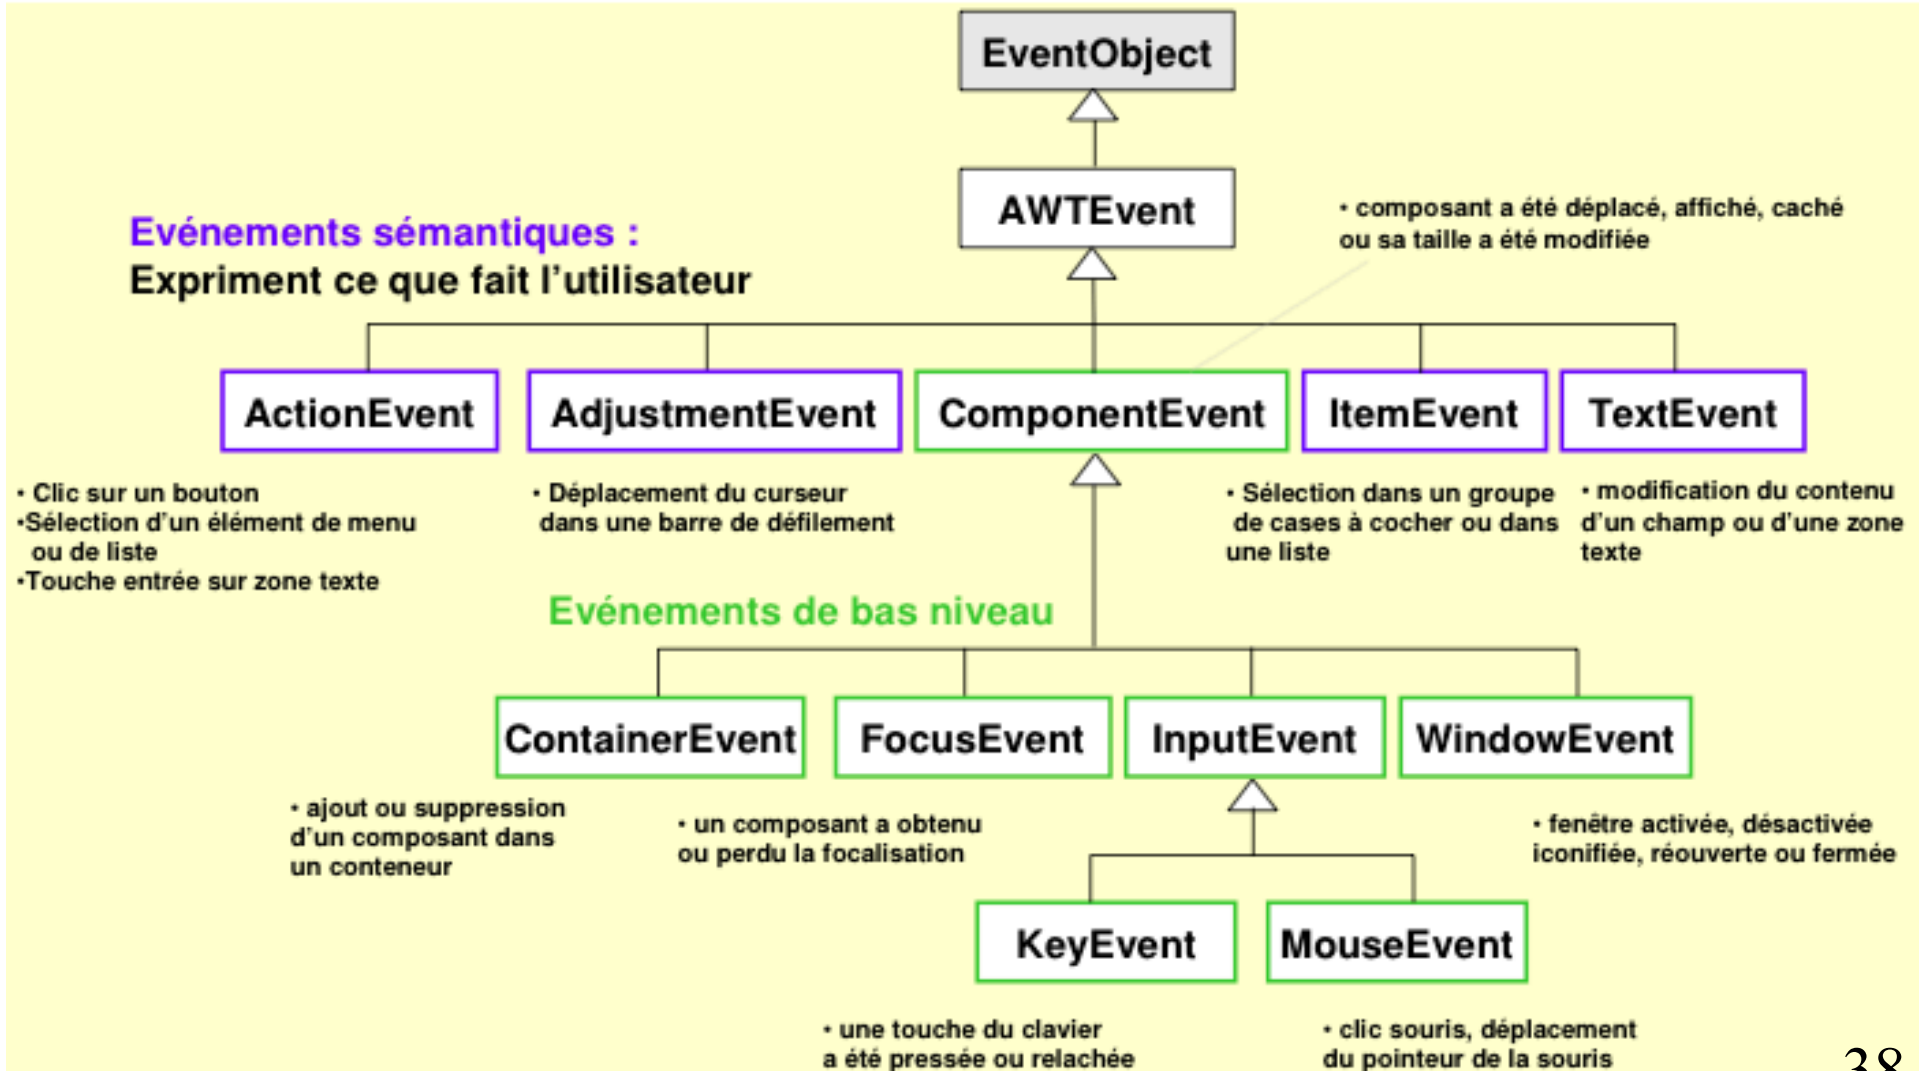 EventObject
AWTEvent
• composant a été déplacé, affiché, caché
ou sa taille a été modifiée
Evénements sémantiques :
Expriment ce que fait l'utilisateur
ActionEvent
AdjustmentEvent
ComponentEvent
ItemEvent
TextEvent
• Clic sur un bouton
•Sélection d'un élément de menu
ou de liste
•Touche entrée sur zone texte
• Déplacement du curseur
dans une barre de défilement
• Sélection dans un groupe
de cases à cocher ou dans
une liste
• modification du contenu
d'un champ ou d'une zone
texte
Evénements de bas niveau
ContainerEvent
FocusEvent
InputEvent
WindowEvent
• ajout ou suppression
d'un composant dans
un conteneur
• un composant a obtenu
ou perdu la focalisation
• fenêtre activée, désactivée
iconifiée, réouverte ou fermée
KeyEvent
MouseEvent
• une touche du clavier
a été pressée ou relachée
• clic souris, déplacement
du pointeur de la souris
38